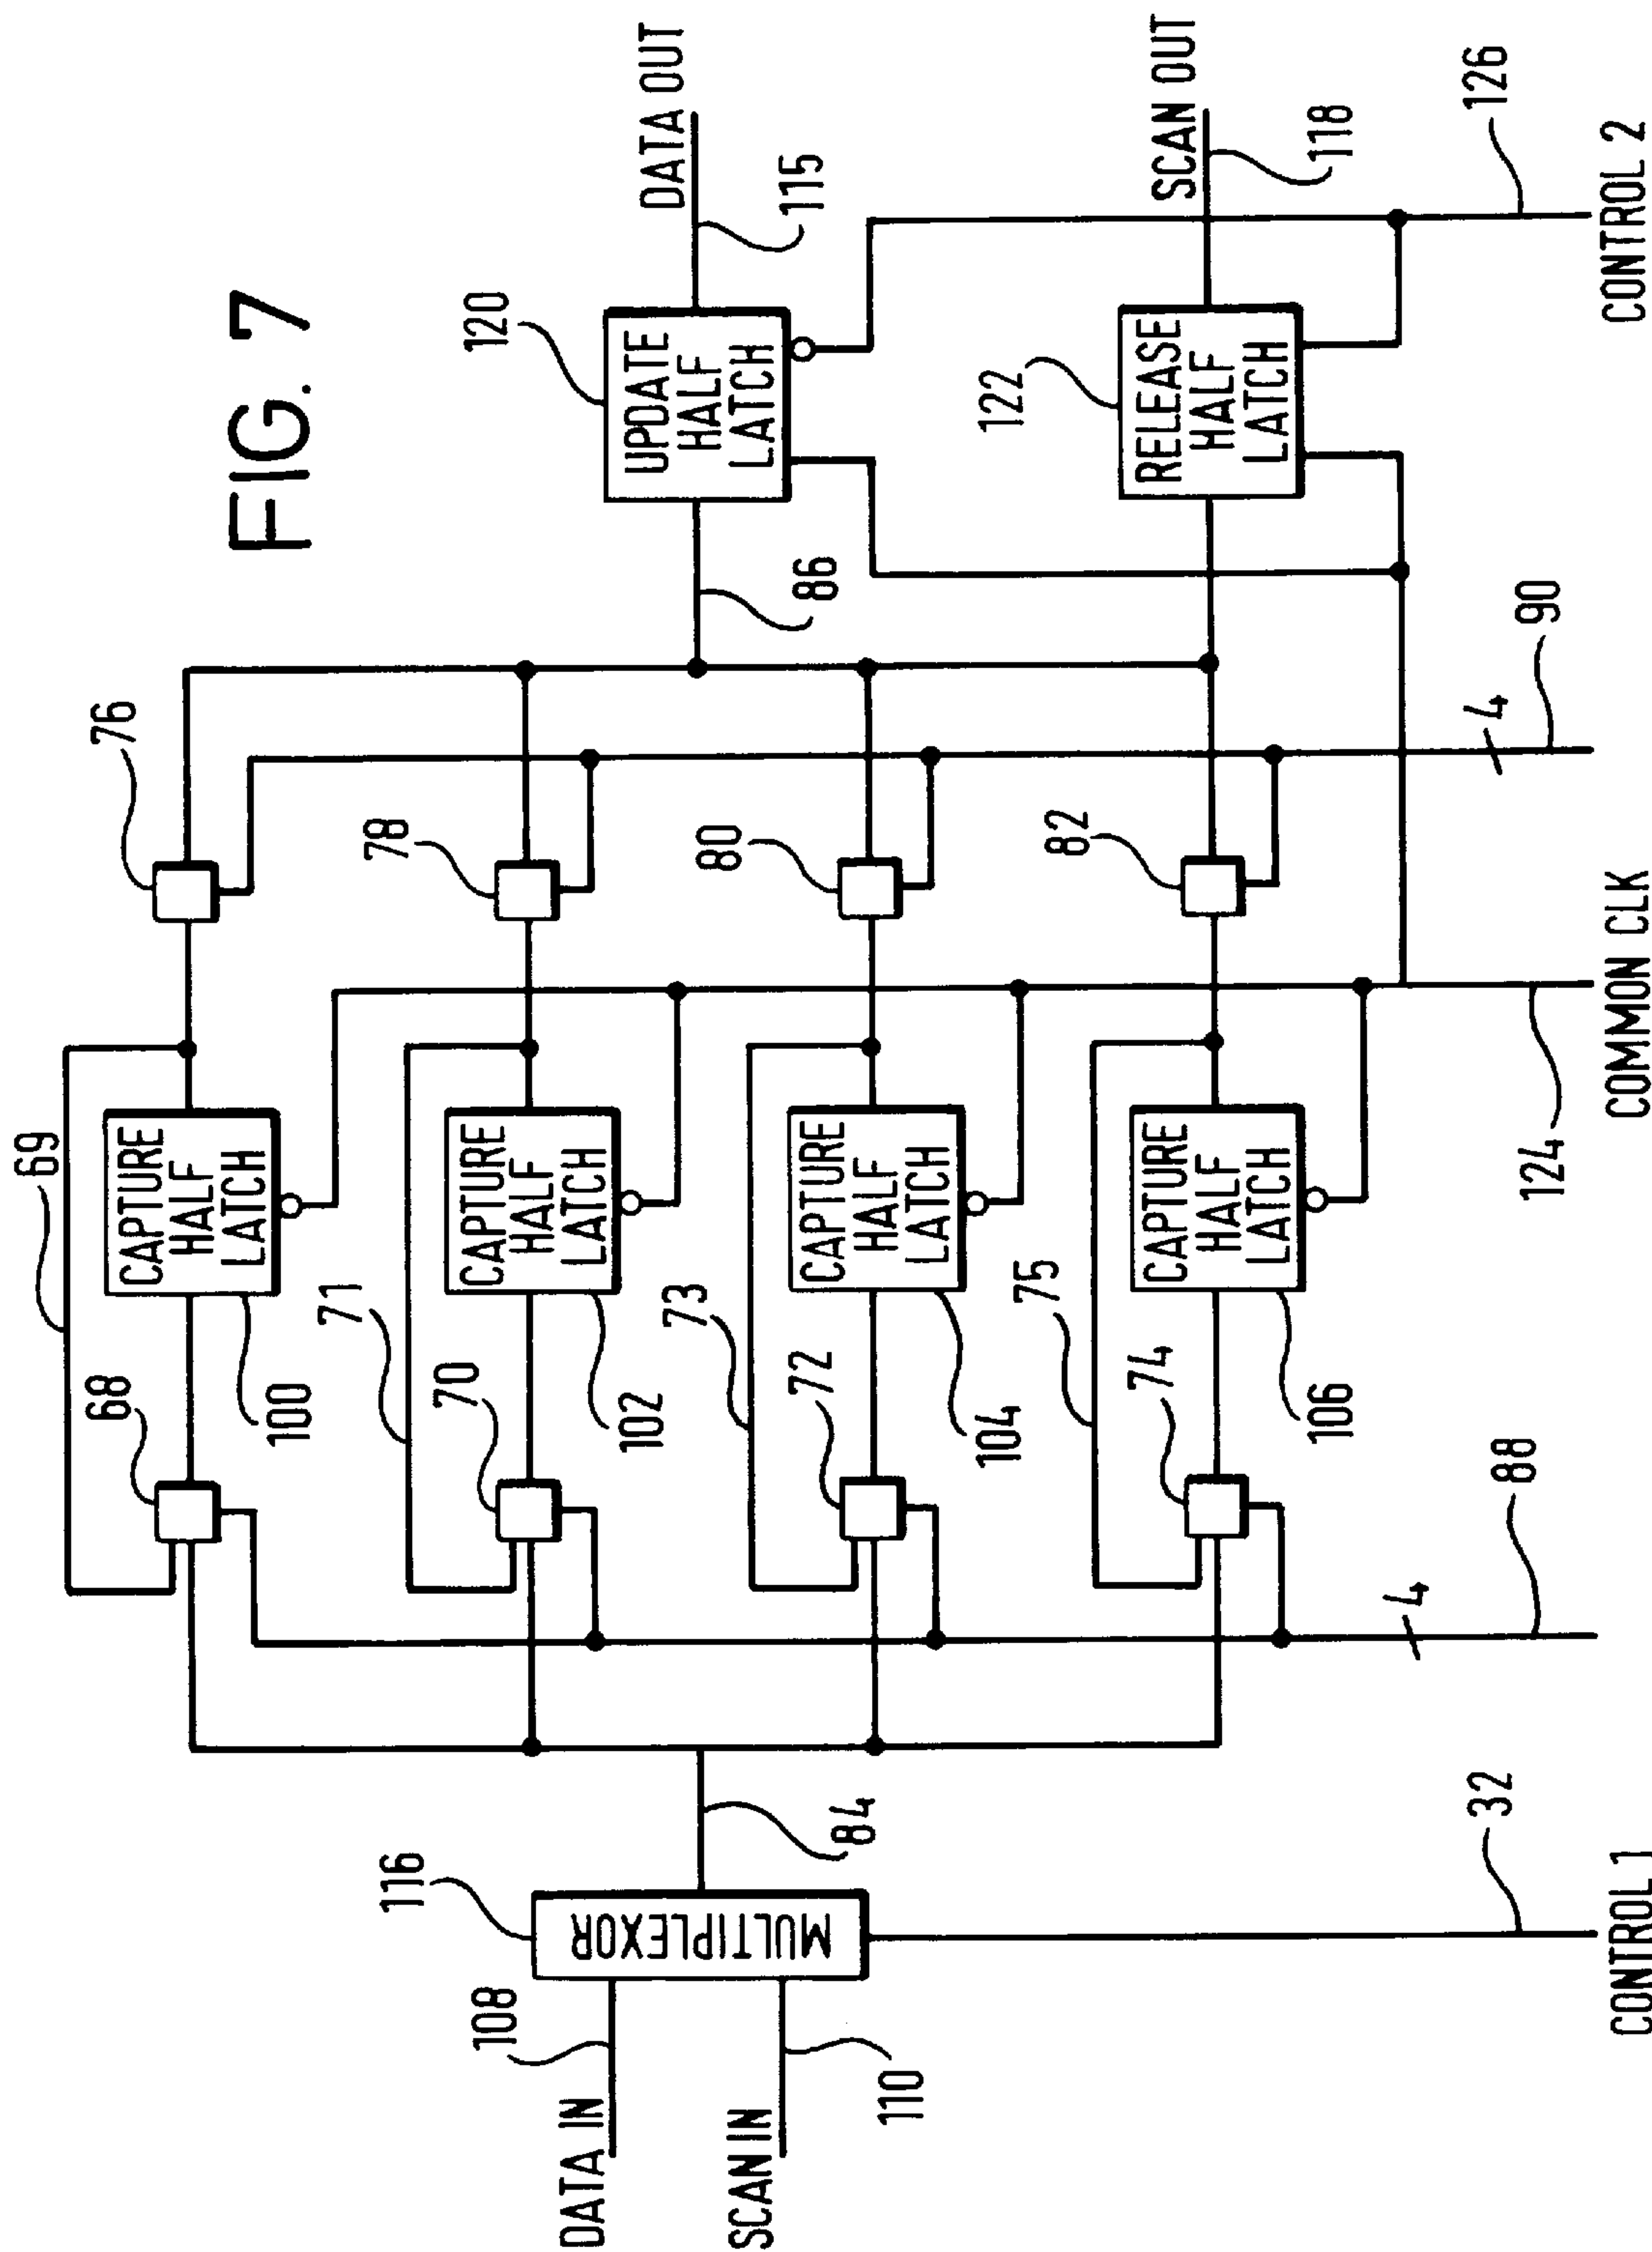 FIG. 7
69
68
CAPTURE
HALF
LATCH
100
76
71
70
CAPTURE
HALF
LATCH
102
78
120
UPDATE
HALF
LATCH
DATA OUT
115
86
116
MULTIPLEXOR
DATA IN
108
SCAN IN
110
84
73
72
CAPTURE
HALF
LATCH
104
80
75
74
CAPTURE
HALF
LATCH
106
82
122
RELEASE
HALF
LATCH
SCAN OUT
118
32
4
88
124
4
90
126
CONTROL 1
COMMON CLK
CONTROL 2